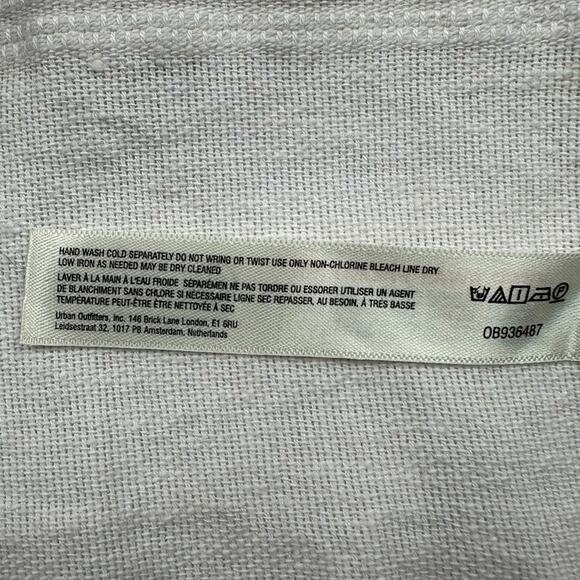 HAND WASH COLD SEPARATELY DO NOT WRING OR TWIST USE ONLY NON-CHLORINE BLEACH LINE DRY
LOW IRON AS NEEDED MAY BE DRY CLEANED
LAVER À LA MAIN À L'EAU FROIDE SÉPARÉMEN NE PAS TORDRE OU ESSORER UTILISER UN AGENT
DE BLANCHIMENT SANS CHLORE SI NÉCESSAIRE LIGNE SEC REPASSER, AU BESOIN, À TRÈS BASSE
TEMPÉRATURE PEUT-ÊTRE ÊTRE NETTOYÉE À SEC
Urban Outfitters, Inc. 146 Brick Lane London, E1 6RU
Leidsestraat 32, 1017 PB Amsterdam, Netherlands
OB936487